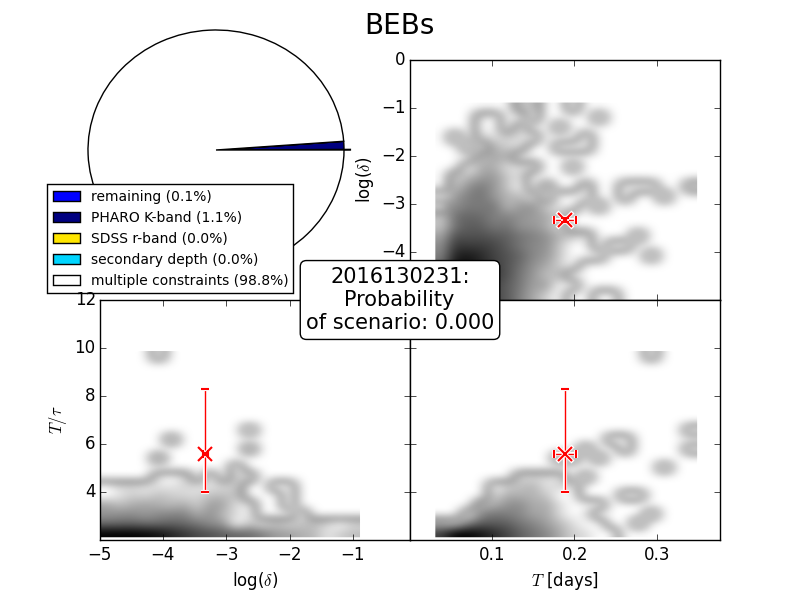 BEBs
0
−1
−2
−3
−4
log(δ)
remaining (0.1%)
PHARO K-band (1.1%)
SDSS r-band (0.0%)
secondary depth (0.0%)
multiple constraints (98.8%)
2016130231:
Probability
of scenario: 0.000
12
10
8
6
4
T/τ
−5 −4 −3 −2 −1
log(δ)
0.1 0.2 0.3
T [days]